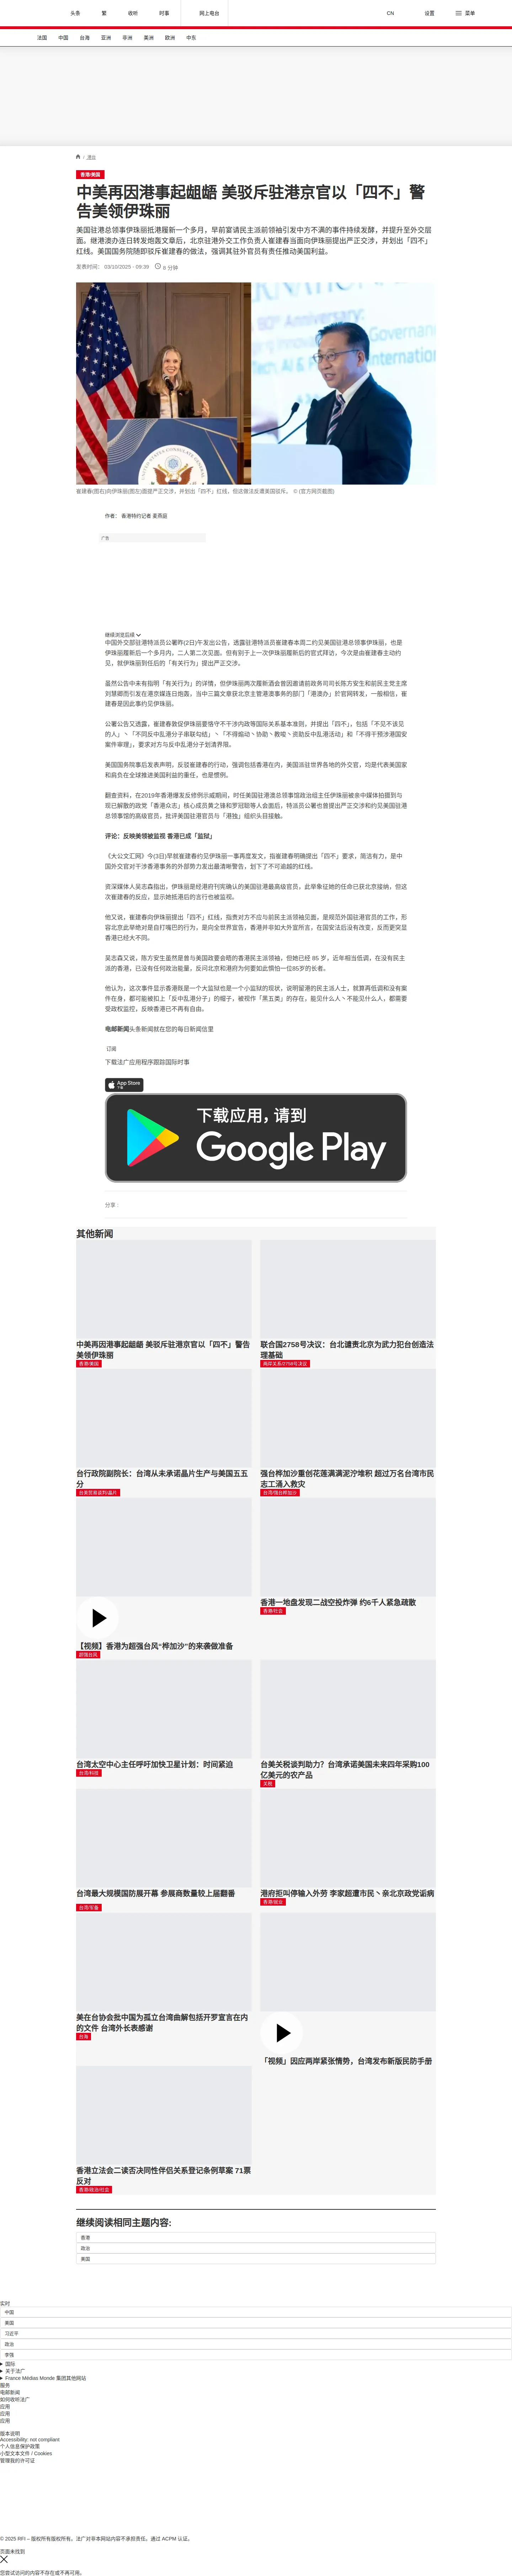 头条
繁
收听
时事
网上电台
CN
设置
菜单
法国
中国
台海
亚洲
非洲
美洲
欧洲
中东
/ 港台
香港/美国
中美再因港事起龃龉 美驳斥驻港京官以「四不」警
告美领伊珠丽
美国驻港总领事伊珠丽抵港履新一个多月，早前宴请民主派前领袖引发中方不满的事件持续发酵，并提升至外交层
面。继港澳办连日转发炮轰文章后，北京驻港外交工作负责人崔建春当面向伊珠丽提出严正交涉，并划出「四不」
红线。美国国务院随即驳斥崔建春的做法，强调其驻外官员有责任推动美国利益。
发表时间： 03/10/2025 - 09:39 8 分钟
崔建春(图右)向伊珠丽(图左)面提严正交涉，并划出「四不」红线，但该做法反遭美国驳斥。 © (官方网页截图)
作者： 香港特约记者 麦燕庭
广告
继续浏览后续
中国外交部驻港特派员公署昨(2日)午发出公告，透露驻港特派员崔建春本周二约见美国驻港总领事伊珠丽，也是
伊珠丽履新后一个多月内，二人第二次见面。但有别于上一次伊珠丽履新后的官式拜访，今次是由崔建春主动约
见，就伊珠丽到任后的「有关行为」提出严正交涉。
虽然公告中未有指明「有关行为」的详情，但伊珠丽两次履新酒会曾因邀请前政务司司长陈方安生和前民主党主席
刘慧卿而引发在港京媒连日炮轰，当中三篇文章获北京主管港澳事务的部门「港澳办」於官网转发，一般相信，崔
建春是因此事约见伊珠丽。
公署公告又透露，崔建春敦促伊珠丽要恪守不干涉内政等国际关系基本准则，并提出「四不」，包括「不见不该见
的人」丶「不同反中乱港分子串联勾结」丶「不得煽动丶协助丶教唆丶资助反中乱港活动」和「不得干预涉港国安
案件审理」，要求对方与反中乱港分子划清界限。
美国国务院事后发表声明，反驳崔建春的行动，强调包括香港在内，美国派驻世界各地的外交官，均是代表美国家
和肩负在全球推进美国利益的重任，也是惯例。
翻查资料，在2019年香港爆发反修例示威期间，时任美国驻港澳总领事馆政治组主任伊珠丽被亲中媒体拍摄到与
现已解散的政党「香港众志」核心成员黄之锋和罗冠聪等人会面后，特派员公署也曾提出严正交涉和约见美国驻港
总领事馆的高级官员，批评美国驻港官员与「港独」组织头目接触。
评论：反映美领被监视 香港已成「监狱」
《大公文汇网》今(3日)早就崔建春约见伊珠丽一事再度发文，指崔建春明确提出「四不」要求，简洁有力，是中
国外交官对干涉香港事务的外部势力发出最清晰警告，划下了不可逾越的红线。
资深媒体人吴志森指出，伊珠丽是经港府刊宪确认的美国驻港最高级官员，此举象征她的任命已获北京接纳，但这
次崔建春的反应，显示她抵港后的言行也被监视。
他又说，崔建春向伊珠丽提出「四不」红线，指责对方不应与前民主派领袖见面，是规范外国驻港官员的工作，形
容北京此举绝对是自打嘴巴的行为，是向全世界宣告，香港并非如大外宣所言，在国安法后没有改变，反而更突显
香港已经大不同。
吴志森又说，陈方安生虽然是曾与美国政要会晤的香港民主派领袖，但她已经 85 岁，近年相当低调，在没有民主
派的香港，已没有任何政治能量，反问北京和港府为何要如此惧怕一位85岁的长者。
他认为，这次事件显示香港既是一个大监狱也是一个小监狱的现状，说明留港的民主派人士，就算再低调和没有案
件在身，都可能被扣上「反中乱港分子」的帽子，被视作「黑五类」的存在，能见什么人丶不能见什么人，都需要
受政权监控，反映香港已不再有自由。
电邮新闻头条新闻就在您的每日新闻信里
订阅
下载法广应用程序跟踪国际时事
App Store
下载
下载应用，请到
Google Play
分享 :
其他新闻
中美再因港事起龃龉 美驳斥驻港京官以「四不」警告
美领伊珠丽
香港/美国
联合国2758号决议：台北谴责北京为武力犯台创造法
理基础
两岸关系/2758号决议
台行政院副院长：台湾从未承诺晶片生产与美国五五
分
台美贸易谈判/晶片
强台桦加沙重创花莲满满泥泞堆积 超过万名台湾市民
志工涌入救灾
台湾/强台桦加沙
【视频】香港为超强台风"桦加沙"的来袭做准备
超强台风
香港一地盘发现二战空投炸弹 约6千人紧急疏散
香港/社会
台湾太空中心主任呼吁加快卫星计划：时间紧迫
台湾/科技
台美关税谈判助力？台湾承诺美国未来四年采购100
亿美元的农产品
关税
台湾最大规模国防展开幕 参展商数量较上届翻番
台湾/军备
港府拒叫停输入外劳 李家超遭市民丶亲北京政党诟病
香港/就业
美在台协会批中国为孤立台湾曲解包括开罗宣言在内
的文件 台湾外长表感谢
台海
「视频」因应两岸紧张情势，台湾发布新版民防手册
香港立法会二读否决同性伴侣关系登记条例草案 71票
反对
香港/政治/社会
继续阅读相同主题内容:
香港
政治
美国
实时
中国
美国
习近平
政治
李强
国际
关于法广
France Médias Monde 集团其他网站
服务
电邮新闻
如何收听法广
应用
应用
应用
版本说明
Accessibility: not compliant
个人信息保护政策
小型文本文件 / Cookies
管理我的许可证
© 2025 RFI – 版权所有版权所有。法广对非本网站内容不承担责任。通过 ACPM 认证。
页面未找到
您尝试访问的内容不存在或不再可用。